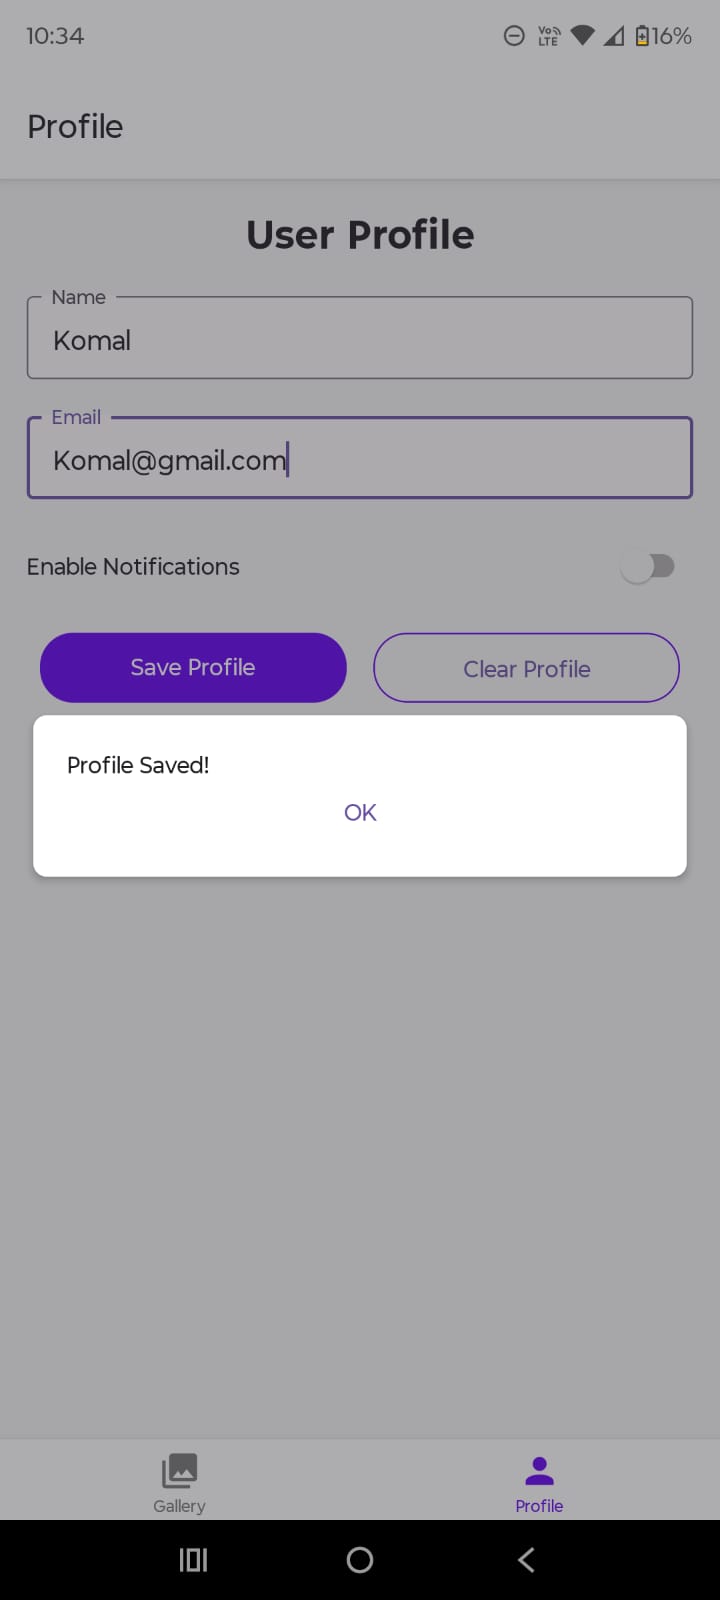 10:34
Vo LTE
16%
Profile
User Profile
Name
Komal
Email
Komal@gmail.com
Enable Notifications
Save Profile
Clear Profile
Profile Saved!
OK
Gallery
Profile